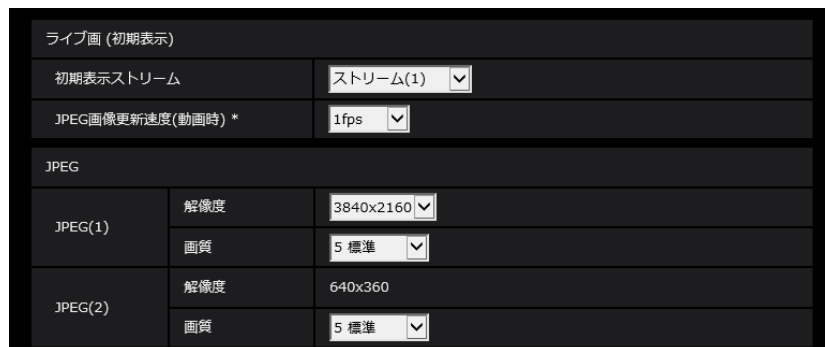 ライブ画 (初期表示)
初期表示ストリーム ストリーム(1)
JPEG画像更新速度(動画時) * 1fps
JPEG
JPEG(1) 解像度 3840x2160
画質 5 標準
JPEG(2) 解像度 640x360
画質 5 標準